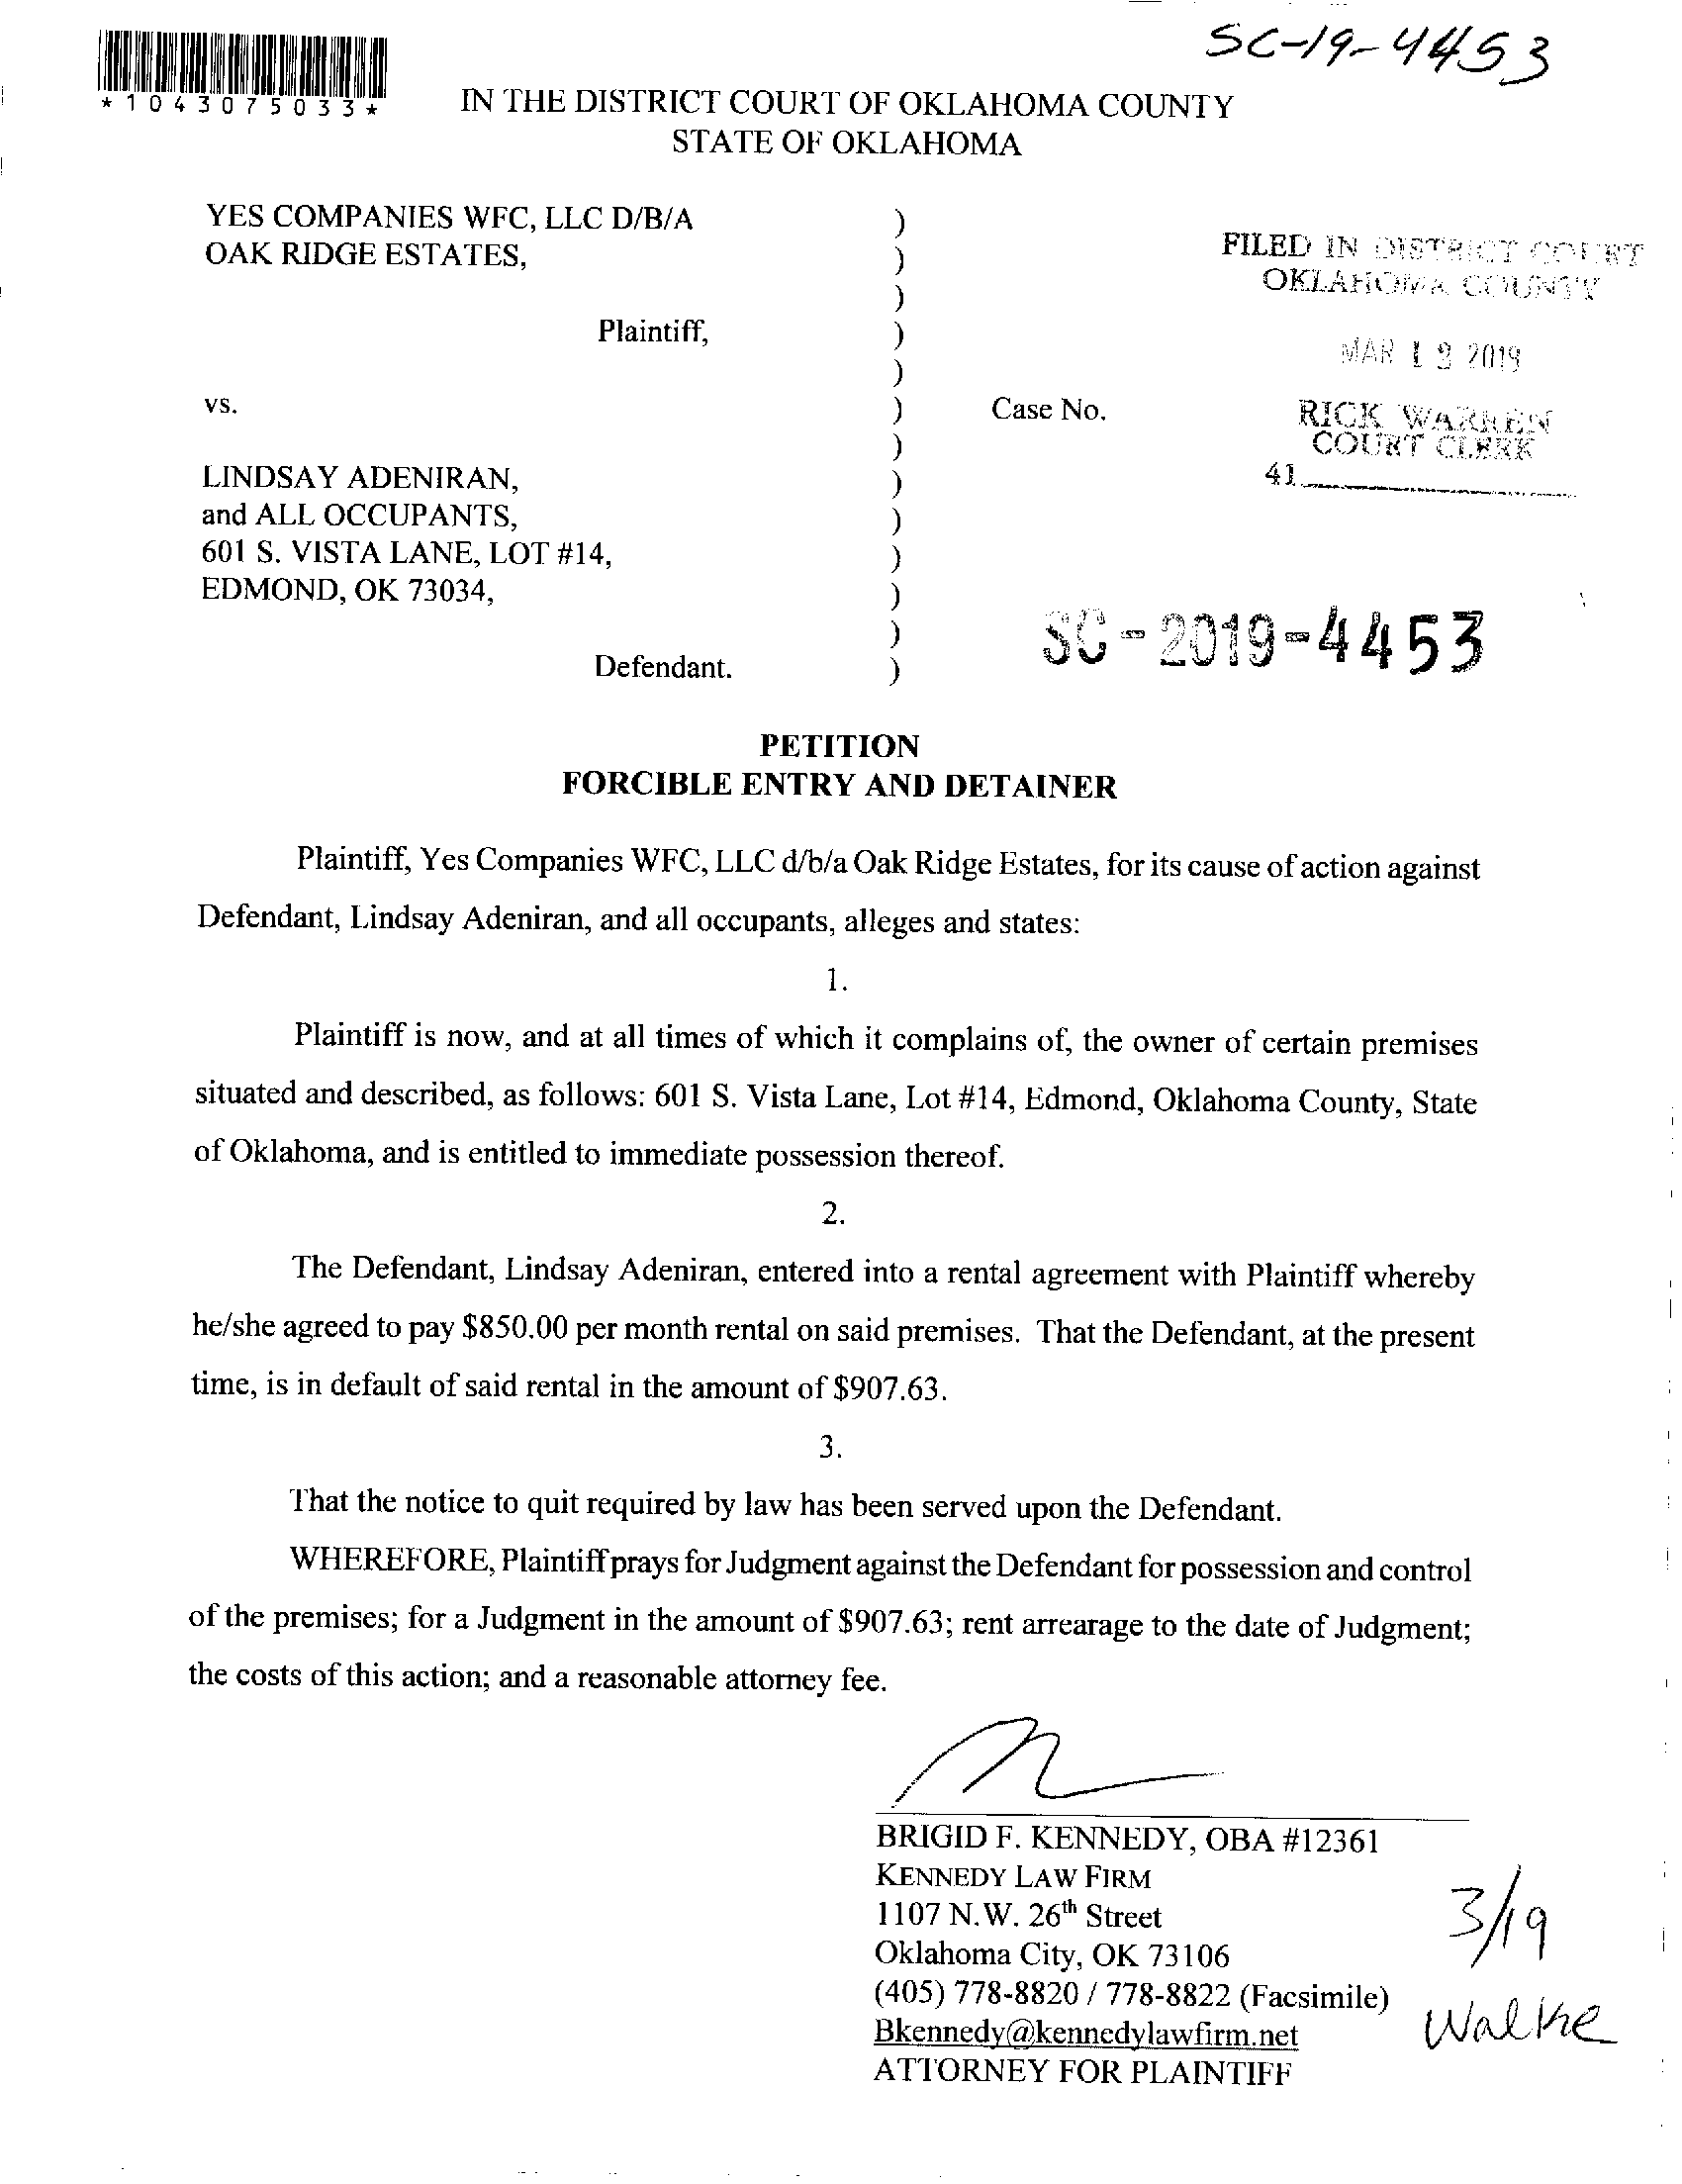 SC-19-4453
*1043075033*
IN THE DISTRICT COURT OF OKLAHOMA COUNTY
STATE OF OKLAHOMA
YES COMPANIES WFC, LLC D/B/A )
OAK RIDGE ESTATES, )
)
Plaintiff, )
)
vs. ) Case No.
)
LINDSAY ADENIRAN, )
and ALL OCCUPANTS, )
601 S. VISTA LANE, LOT #14, )
EDMOND, OK 73034, )
)
Defendant. )
FILED IN DISTRICT COURT
OKLAHOMA COUNTY
MAR 2019
RICK WARREN
COURT CLERK
41
SC-2019-4453
PETITION
FORCIBLE ENTRY AND DETAINER
Plaintiff, Yes Companies WFC, LLC d/b/a Oak Ridge Estates, for its cause of action against
Defendant, Lindsay Adeniran, and all occupants, alleges and states:
1.
Plaintiff is now, and at all times of which it complains of, the owner of certain premises
situated and described, as follows: 601 S. Vista Lane, Lot #14, Edmond, Oklahoma County, State
of Oklahoma, and is entitled to immediate possession thereof.
2.
The Defendant, Lindsay Adeniran, entered into a rental agreement with Plaintiff whereby
he/she agreed to pay $850.00 per month rental on said premises. That the Defendant, at the present
time, is in default of said rental in the amount of $907.63.
3.
That the notice to quit required by law has been served upon the Defendant.
WHEREFORE, Plaintiff prays for Judgment against the Defendant for possession and control
of the premises; for a Judgment in the amount of $907.63; rent arrearage to the date of Judgment;
the costs of this action; and a reasonable attorney fee.
BRIGID F. KENNEDY, OBA #12361
KENNEDY LAW FIRM
1107 N.W. 26th Street
Oklahoma City, OK 73106
(405) 778-8820 / 778-8822 (Facsimile)
Bkennedy@kennedylawfirm.net
ATTORNEY FOR PLAINTIFF
3/19
Walke